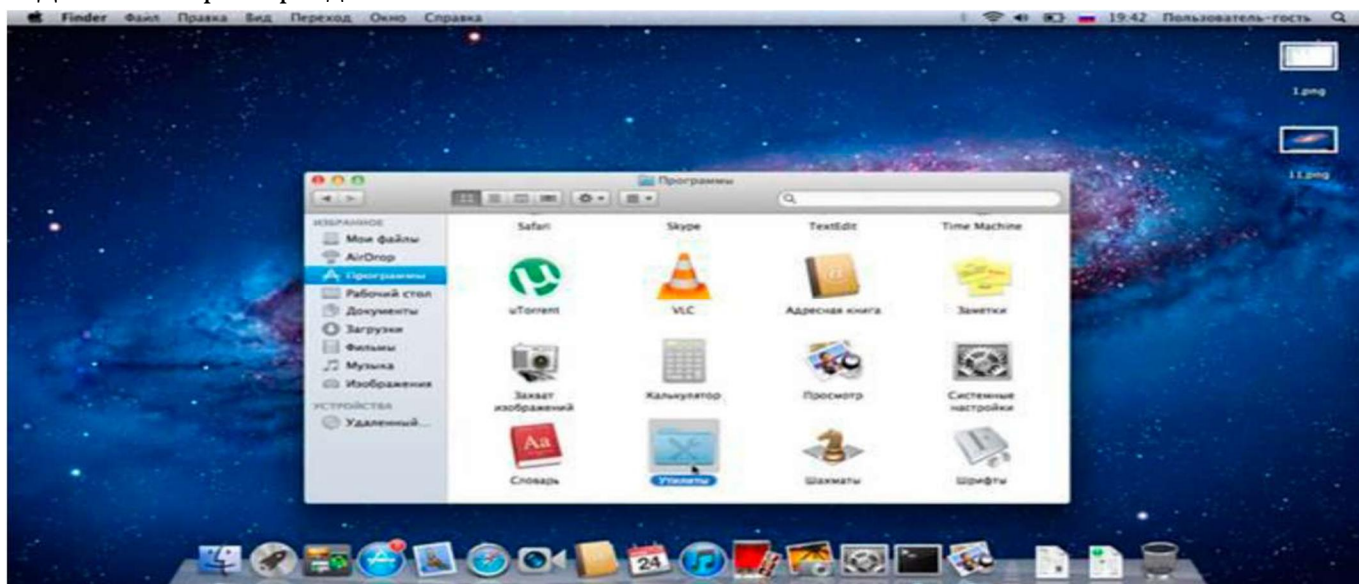 Finder Файл Правка Вид Переход Окно Справка
19:42 Пользователь-гость
1.png
11.png
Программы
ИЗБРАННОЕ
Мои файлы
AirDrop
Программы
Рабочий стол
Документы
Загрузки
Фильмы
Музыка
Изображения
УСТРОЙСТВА
Удаленный...
Safari Skype TextEdit Time Machine
uTorrent VLC Адресная книга Заметки
Захват
изображений
Калькулятор Просмотр
Системные
настройки
Словарь Утилиты Шахматы Шрифты
Aa
24